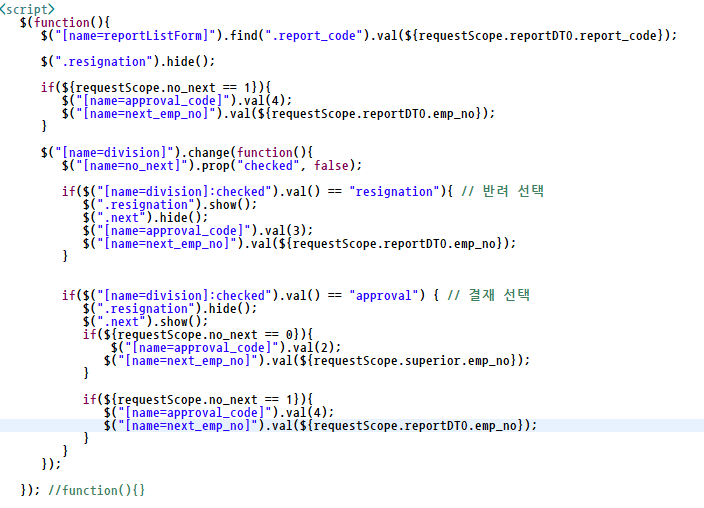 <script>
$(function(){
$("[name=reportListForm]").find(".report_code").val(${requestScope.reportDTO.report_code});
$(".resignation").hide();
if(${requestScope.no_next == 1}){
$("[name=approval_code]").val(4);
$("[name=next_emp_no]").val(${requestScope.reportDTO.emp_no});
}
$("[name=division]").change(function(){
$("[name=no_next]").prop("checked", false);
if($("[name=division]:checked").val() == "resignation"){ // 반려 선택
$(".resignation").show();
$(".next").hide();
$("[name=approval_code]").val(3);
$("[name=next_emp_no]").val(${requestScope.reportDTO.emp_no});
}
if($("[name=division]:checked").val() == "approval") { // 결재 선택
$(".resignation").hide();
$(".next").show();
if(${requestScope.no_next == 0}){
$("[name=approval_code]").val(2);
$("[name=next_emp_no]").val(${requestScope.superior.emp_no});
}
if(${requestScope.no_next == 1}){
$("[name=approval_code]").val(4);
$("[name=next_emp_no]").val(${requestScope.reportDTO.emp_no});
}
}
});
}); //function(){}